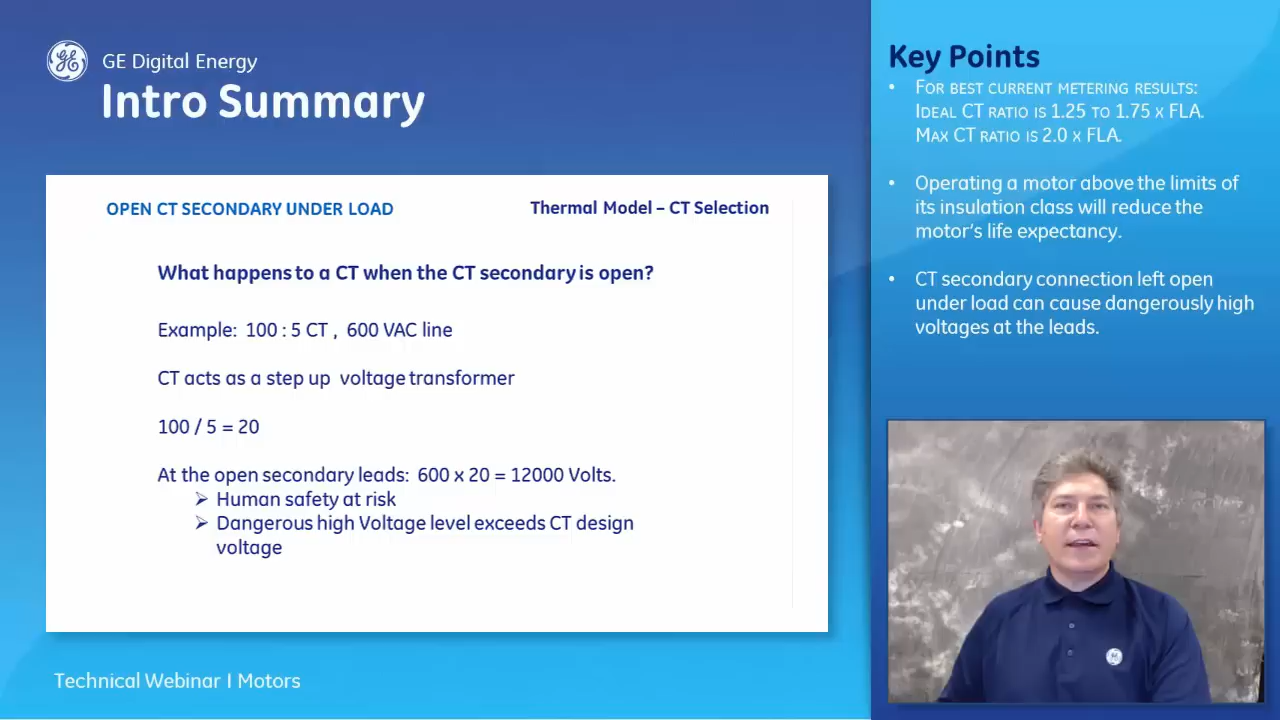 GE Digital Energy
Intro Summary
OPEN CT SECONDARY UNDER LOAD
Thermal Model – CT Selection
What happens to a CT when the CT secondary is open?
Example: 100 : 5 CT , 600 VAC line
CT acts as a step up voltage transformer
100 / 5 = 20
At the open secondary leads: 600 x 20 = 12000 Volts.
➢ Human safety at risk
➢ Dangerous high Voltage level exceeds CT design
voltage
Technical Webinar I Motors
Key Points
• FOR BEST CURRENT METERING RESULTS:
IDEAL CT RATIO IS 1.25 TO 1.75 X FLA.
MAX CT RATIO IS 2.0 X FLA.
• Operating a motor above the limits of
its insulation class will reduce the
motor's life expectancy.
• CT secondary connection left open
under load can cause dangerously high
voltages at the leads.
GE